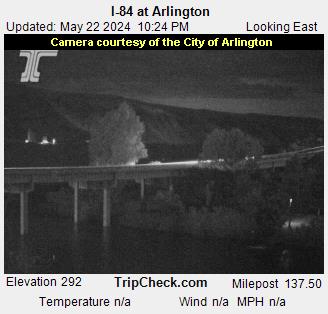 I-84 at Arlington
Updated: May 22 2024 10:24 PM Looking East
Camera courtesy of the City of Arlington
Elevation 292 TripCheck.com Milepost 137.50
Temperature n/a Wind n/a MPH n/a